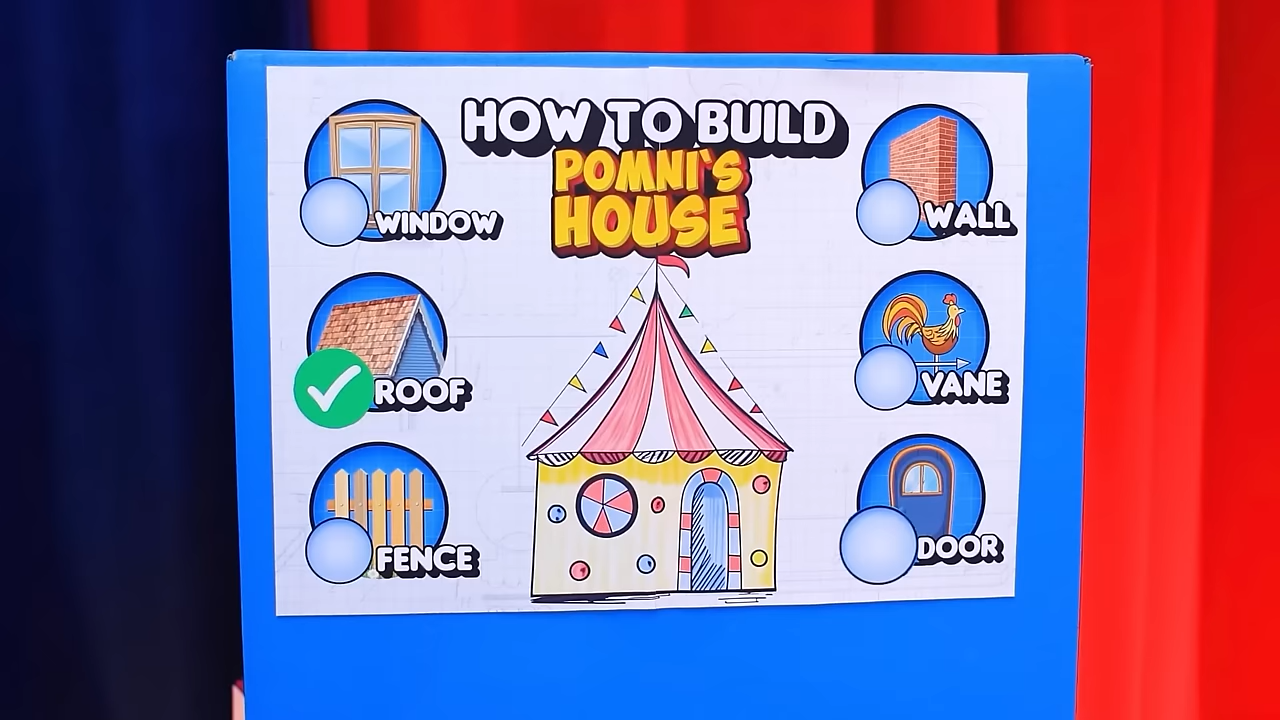 HOW TO BUILD
POMNI'S
HOUSE
WINDOW
WALL
ROOF
VANE
FENCE
DOOR